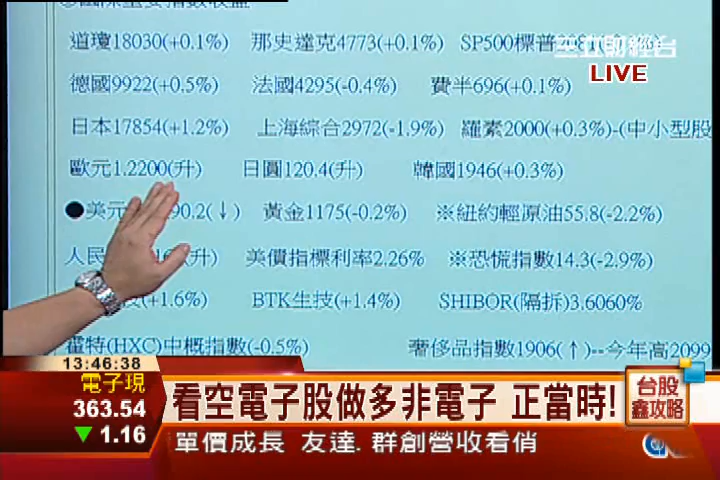 道瓊18030(+0.1%) 那史達克4773(+0.1%) SP500標普
LIVE
德國9922(+0.5%) 法國4295(-0.4%) 費半696(+0.1%)
日本17854(+1.2%) 上海綜合2972(-1.9%) 羅素2000(+0.3%)-(中小型股
歐元1.2200(升) 日圓120.4(升) 韓國1946(+0.3%)
●美元 90.2(↓) 黃金1175(-0.2%) ※紐約輕原油55.8(-2.2%)
人民 (升) 美債指標利率2.26% ※恐慌指數14.3(-2.9%)
(+1.6%) BTK生技(+1.4%) SHIBOR(隔拆)3.6060%
霍特(HXC)中概指數(-0.5%) 奢侈品指數1906(↑)--今年高2099
13:46:38
電子現
363.54
▼1.16
看空電子股做多非電子 正當時!
台股
鑫攻略
單價成長 友達.群創營收看俏